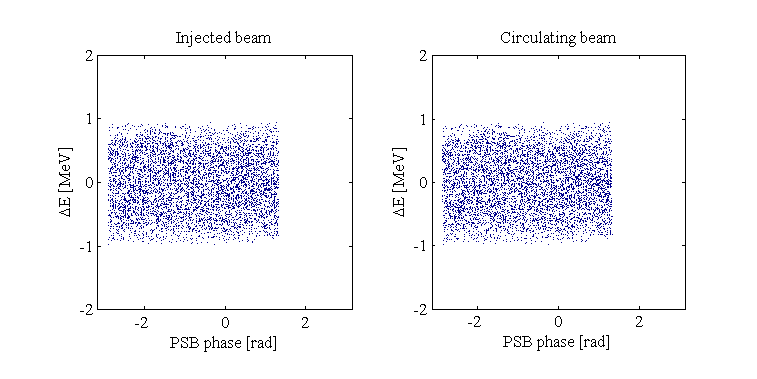 Injected beam
Circulating beam
2
1
0
-1
-2
ΔE [MeV]
-2
0
2
PSB phase [rad]
2
1
0
-1
-2
ΔE [MeV]
-2
0
2
PSB phase [rad]